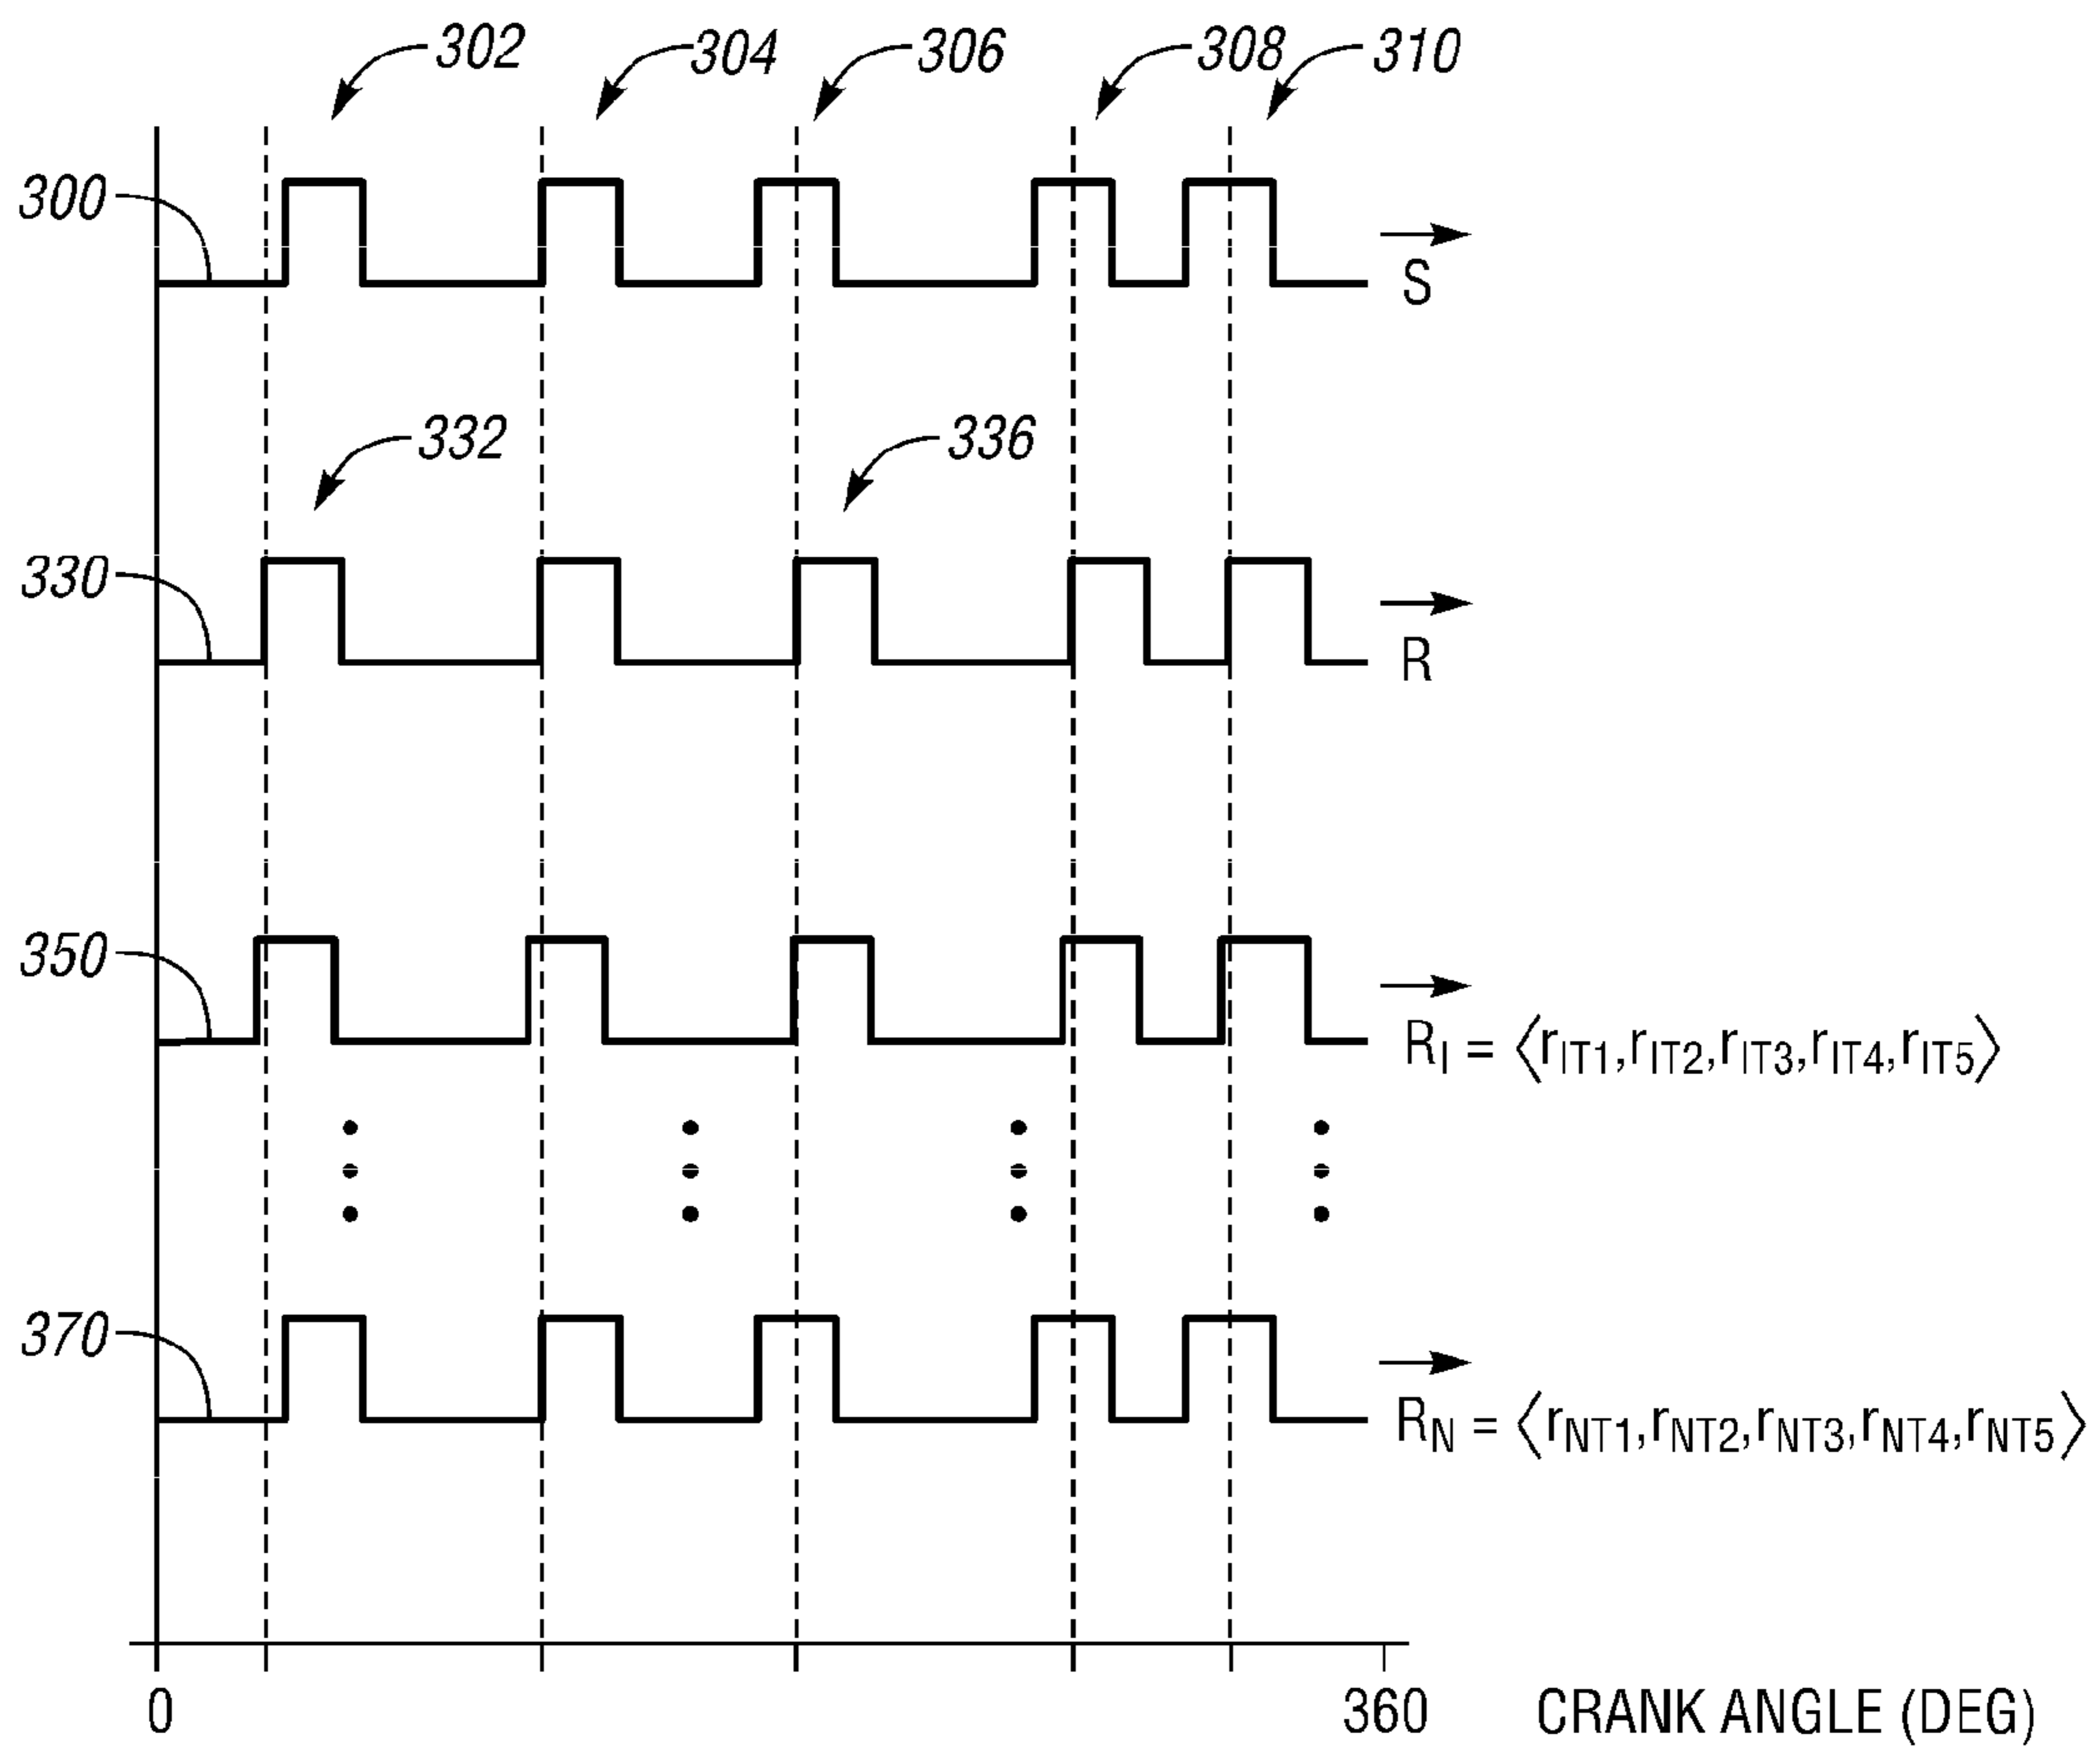 302 304 306 308 310
300
S
332 336
330
R
350
R_I = ⟨r_IT1,r_IT2,r_IT3,r_IT4,r_IT5⟩
370
R_N = ⟨r_NT1,r_NT2,r_NT3,r_NT4,r_NT5⟩
0 360 CRANK ANGLE (DEG)